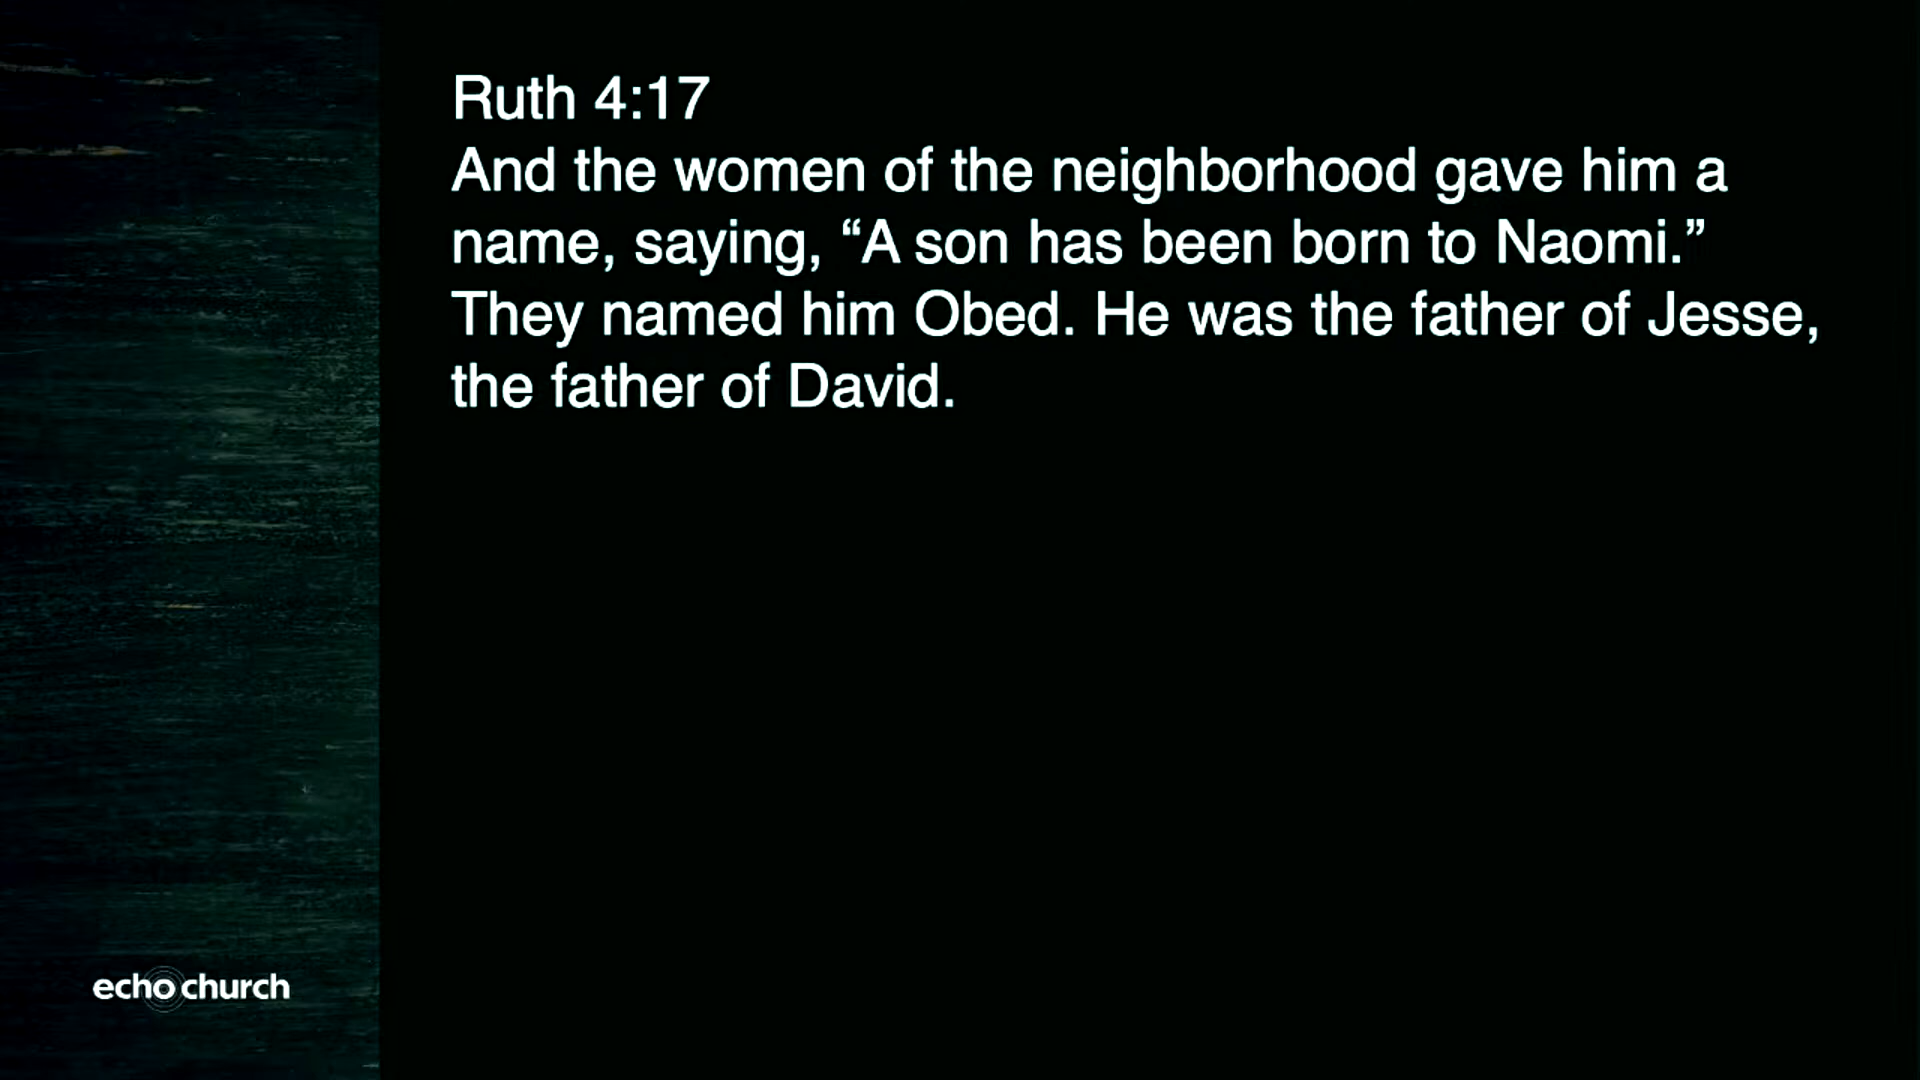 Ruth 4:17
And the women of the neighborhood gave him a
name, saying, “A son has been born to Naomi.”
They named him Obed. He was the father of Jesse,
the father of David.
echo church